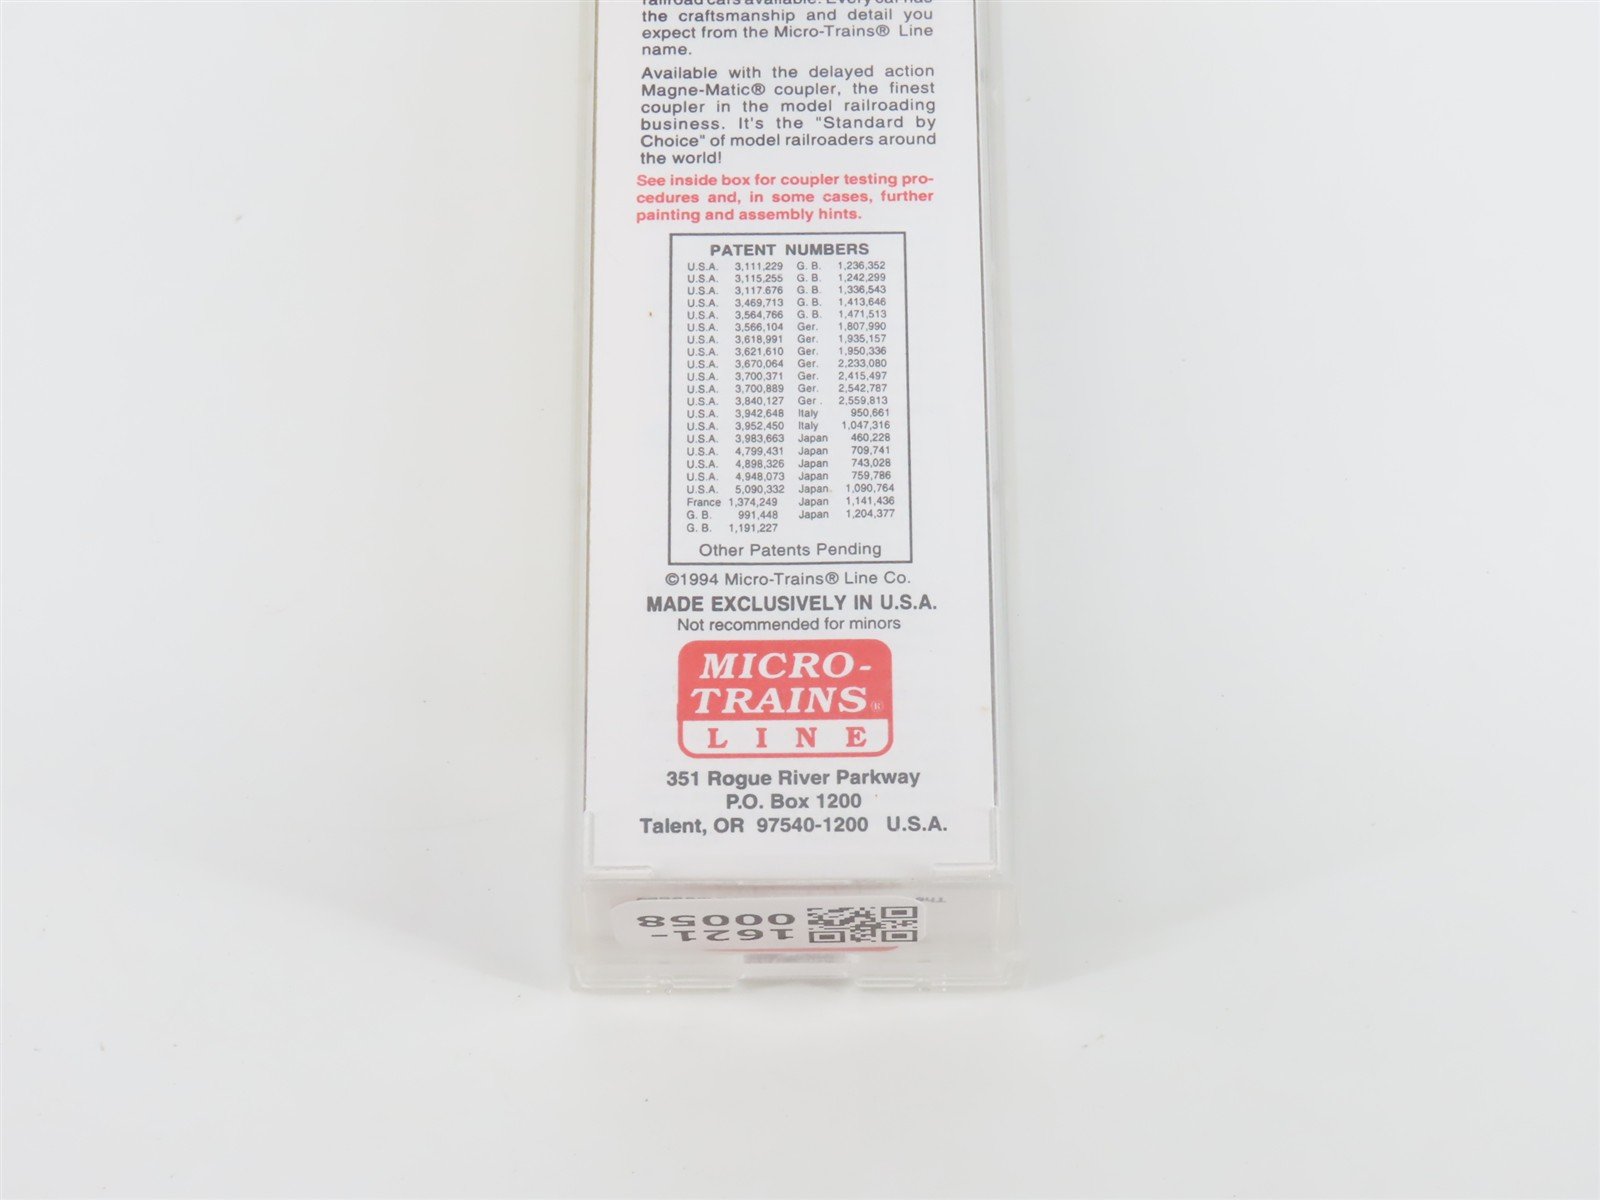 railroad cars available. Every car has
the craftsmanship and detail you
expect from the Micro-Trains® Line
name.
Available with the delayed action
Magne-Matic® coupler, the finest
coupler in the model railroading
business. It's the "Standard by
Choice" of model railroaders around
the world!
See inside box for coupler testing pro-
cedures and, in some cases, further
painting and assembly hints.
PATENT NUMBERS
U.S.A. 3,111,229 G. B. 1,236,352
U.S.A. 3,115,255 G. B. 1,242,299
U.S.A. 3,117.676 G. B. 1,336,543
U.S.A. 3,469,713 G. B. 1,413,646
U.S.A. 3,564,766 G. B. 1,471,513
U.S.A. 3,566,104 Ger. 1,807,990
U.S.A. 3,618,991 Ger. 1,935,157
U.S.A. 3,621,610 Ger. 1,950,336
U.S.A. 3,670,064 Ger. 2,233,080
U.S.A. 3,700,371 Ger. 2,415,497
U.S.A. 3,700,889 Ger. 2,542,787
U.S.A. 3,840,127 Ger . 2,559,813
U.S.A. 3,942,648 Italy 950,661
U.S.A. 3,952,450 Italy 1,047,316
U.S.A. 3,983,663 Japan 460,228
U.S.A. 4,799,431 Japan 709,741
U.S.A. 4,898,326 Japan 743,028
U.S.A. 4,948,073 Japan 759,786
U.S.A. 5,090,332 Japan 1,090,764
France 1,374,249 Japan 1,141,436
G. B. 991,448 Japan 1,204,377
G. B. 1,191,227
Other Patents Pending
©1994 Micro-Trains® Line Co.
MADE EXCLUSIVELY IN U.S.A.
Not recommended for minors
MICRO-
TRAINS®
LINE
351 Rogue River Parkway
P.O. Box 1200
Talent, OR 97540-1200 U.S.A.
1621-
00058